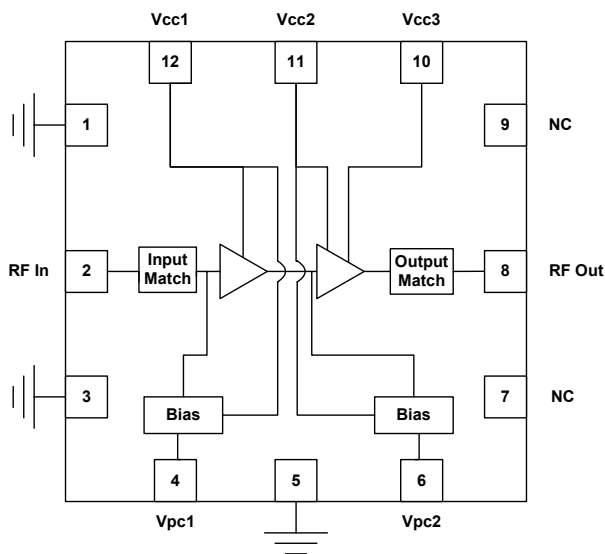 Vcc1 Vcc2 Vcc3
12 11 10
1 9 NC
RF In 2 Input
Match Output
Match 8 RF Out
3 7 NC
Bias Bias
4 5 6
Vpc1 Vpc2